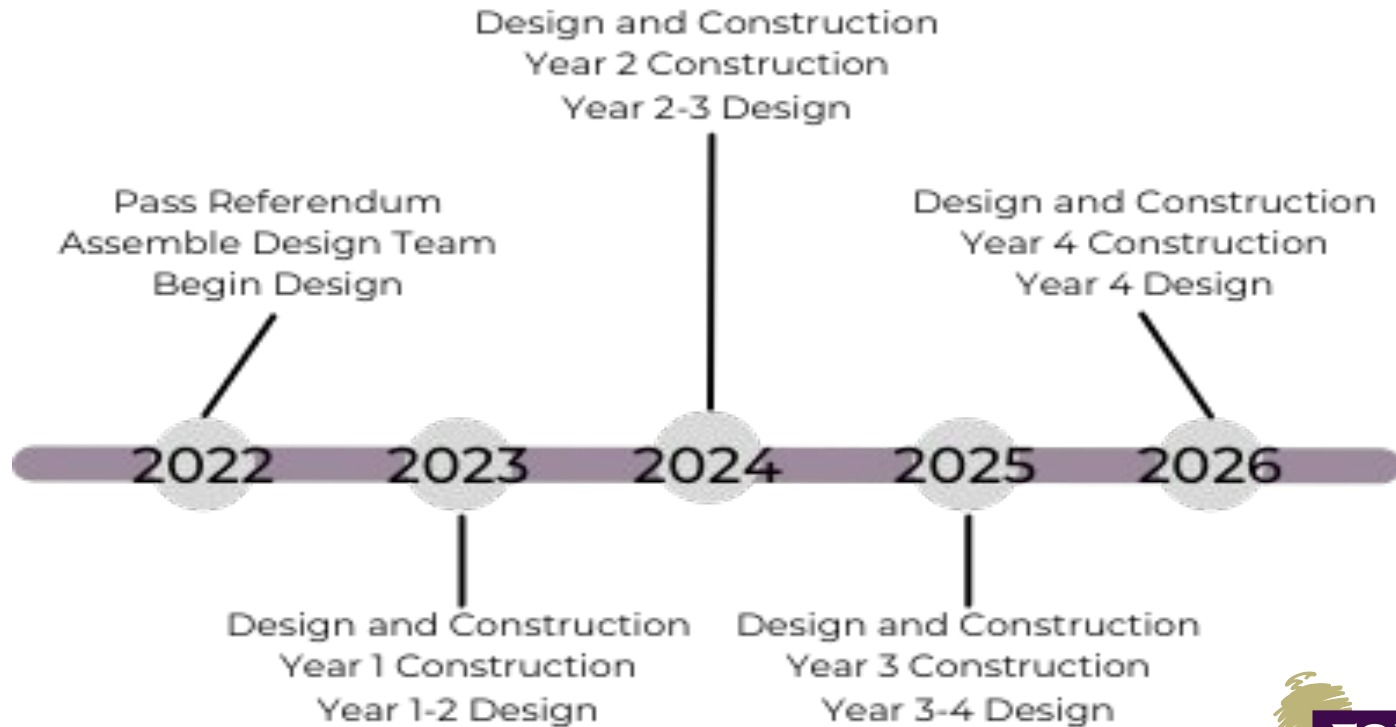 Design and Construction
Year 2 Construction
Year 2-3 Design
Pass Referendum
Assemble Design Team
Begin Design
Design and Construction
Year 4 Construction
Year 4 Design
2022
2023
2024
2025
2026
Design and Construction
Year 1 Construction
Year 1-2 Design
Design and Construction
Year 3 Construction
Year 3-4 Design